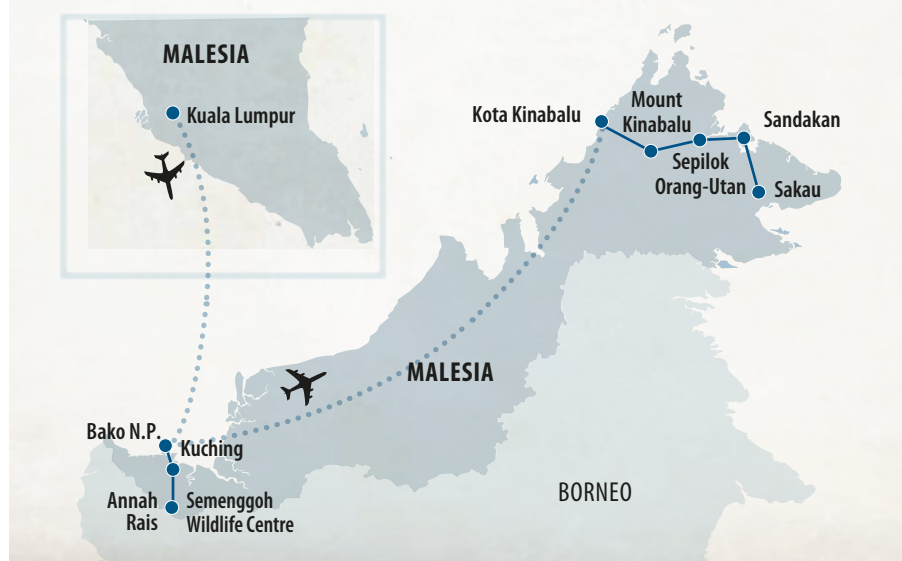 MALESIA
Kuala Lumpur
Kota Kinabalu
Mount
Kinabalu
Sandakan
Sepilok
Orang-Utan
Sakau
MALESIA
Bako N.P.
Kuching
Annah
Rais
Semenggoh
Wildlife Centre
BORNEO